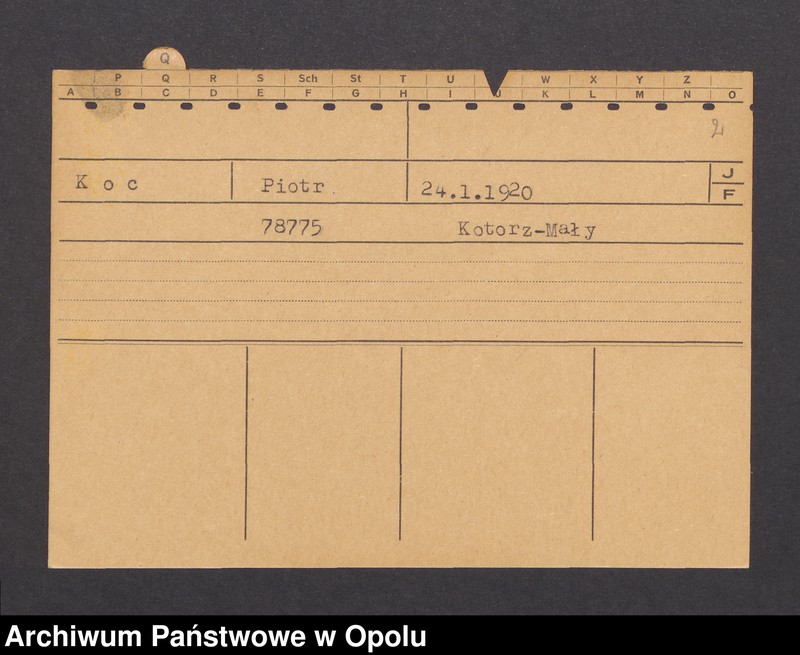 Q
P Q R S Sch St T U W X Y Z
A B C D E F G H I J K L M N O
2
K o c Piotr 24.1.1920 J
F
78775 Kotorz-Mały
Archiwum Państwowe w Opolu